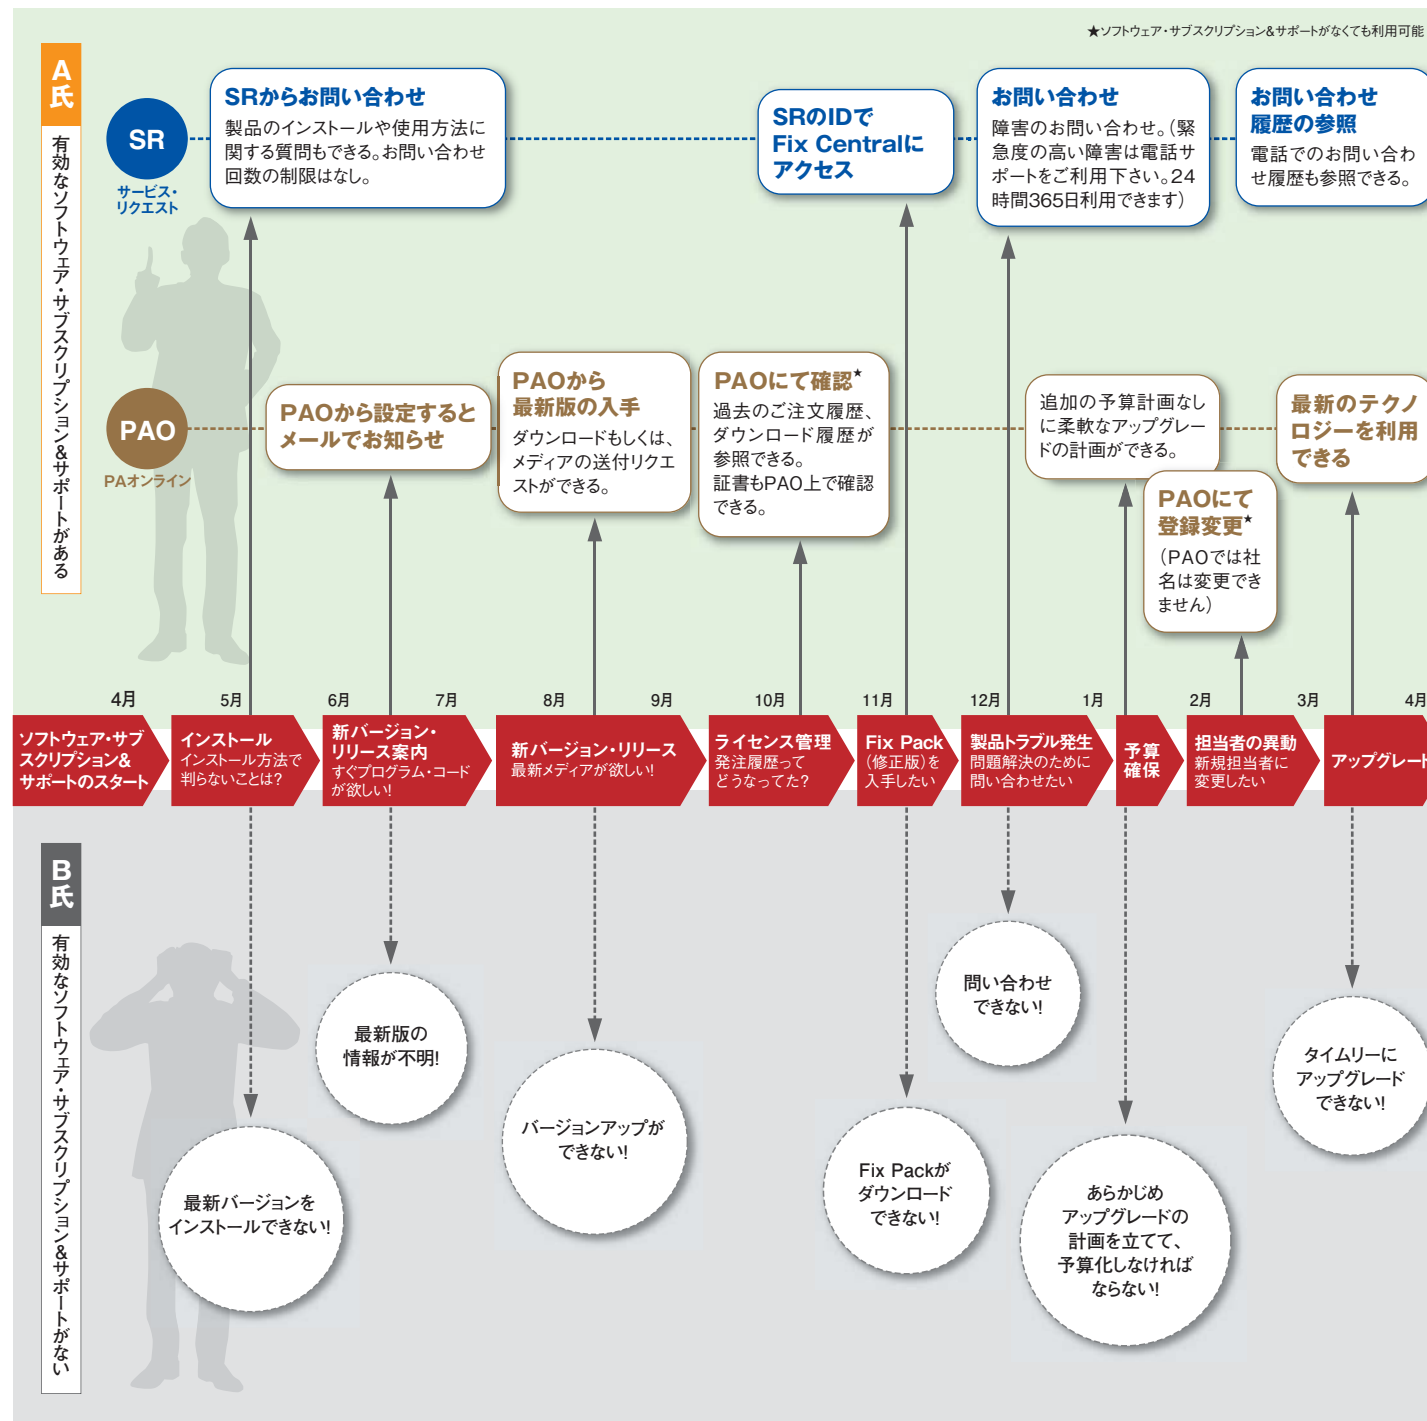 ★ソフトウェア・サブスクリプション&サポートがなくても利用可能
A氏
有効なソフトウェア・サブスクリプション&サポートがある
SR
サービス・
リクエスト
SRからお問い合わせ
製品のインストールや使用方法に
関する質問もできる。お問い合わせ
回数の制限はなし。
SRのIDで
Fix Centralに
アクセス
お問い合わせ
障害のお問い合わせ。(緊
急度の高い障害は電話サ
ポートをご利用下さい。24
時間365日利用できます)
お問い合わせ
履歴の参照
電話でのお問い合わ
せ履歴も参照できる。
PAO
PAオンライン
PAOから設定すると
メールでお知らせ
PAOから
最新版の入手
ダウンロードもしくは、
メディアの送付リクエ
ストができる。
PAOにて確認★
過去のご注文履歴、
ダウンロード履歴が
参照できる。
証書もPAO上で確認
できる。
追加の予算計画なし
に柔軟なアップグレー
ドの計画ができる。
PAOにて
登録変更★
(PAOでは社
名は変更でき
ません)
最新のテクノ
ロジーを利用
できる
4月
5月
6月
7月
8月
9月
10月
11月
12月
1月
2月
3月
4月
ソフトウェア・サブ
スクリプション&
サポートのスタート
インストール
インストール方法で
判らないことは?
新バージョン・
リリース案内
すぐプログラム・コード
が欲しい!
新バージョン・リリース
最新メディアが欲しい!
ライセンス管理
発注履歴って
どうなってた?
Fix Pack
(修正版)を
入手したい
製品トラブル発生
問題解決のために
問い合わせたい
予算
確保
担当者の異動
新規担当者に
変更したい
アップグレード
B氏
有効なソフトウェア・サブスクリプション&サポートがない
最新バージョンを
インストールできない!
最新版の
情報が不明!
バージョンアップが
できない!
Fix Packが
ダウンロード
できない!
問い合わせ
できない!
あらかじめ
アップグレードの
計画を立てて、
予算化しなければ
ならない!
タイムリーに
アップグレード
できない!